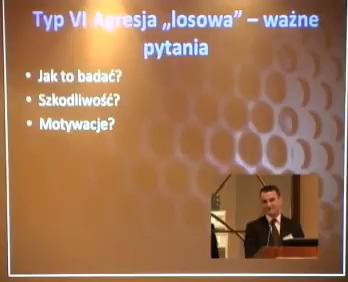 Typ VI Agresja „losowa” – ważne
pytania
• Jak to badać?
• Szkodliwość?
• Motywacje?